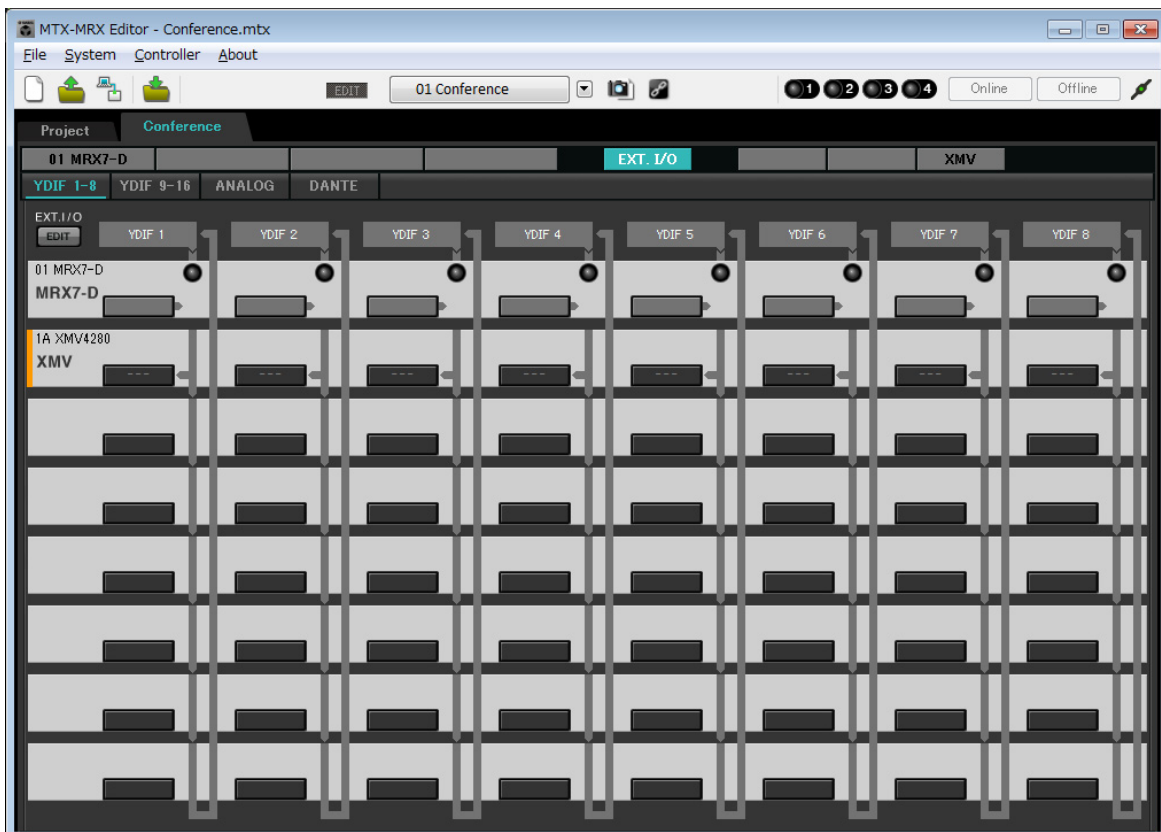 MTX-MRX Editor - Conference.mtx
File System Controller About
EDIT 01 Conference 1 2 3 4 Online Offline
Project Conference
01 MRX7-D EXT. I/O XMV
YDIF 1-8 YDIF 9-16 ANALOG DANTE
EXT.I/O
EDIT YDIF 1 YDIF 2 YDIF 3 YDIF 4 YDIF 5 YDIF 6 YDIF 7 YDIF 8
01 MRX7-D
MRX7-D
1A XMV4280
XMV
--- --- --- --- --- --- --- ---